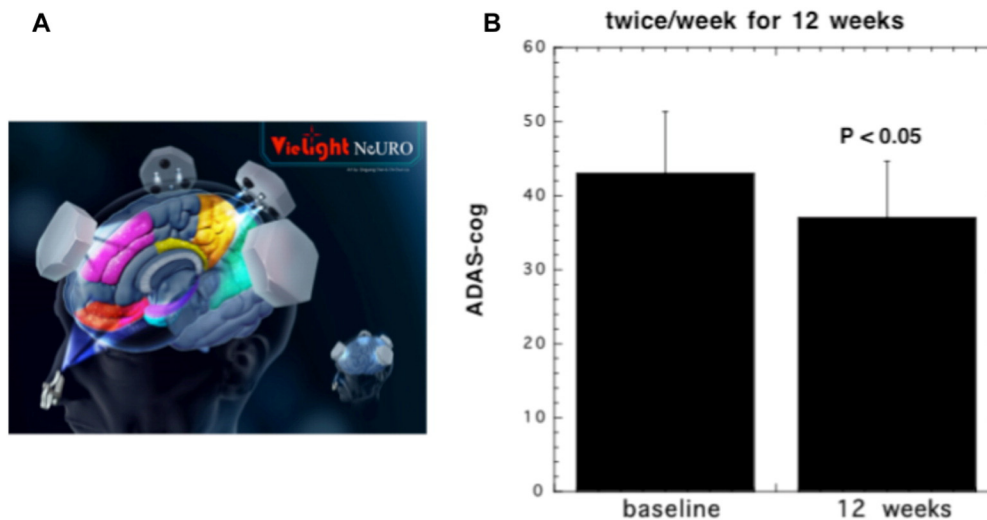 A
VieLight NEURO
B
twice/week for 12 weeks
60
50
40
30
20
10
0
ADAS-cog
P < 0.05
baseline
12 weeks